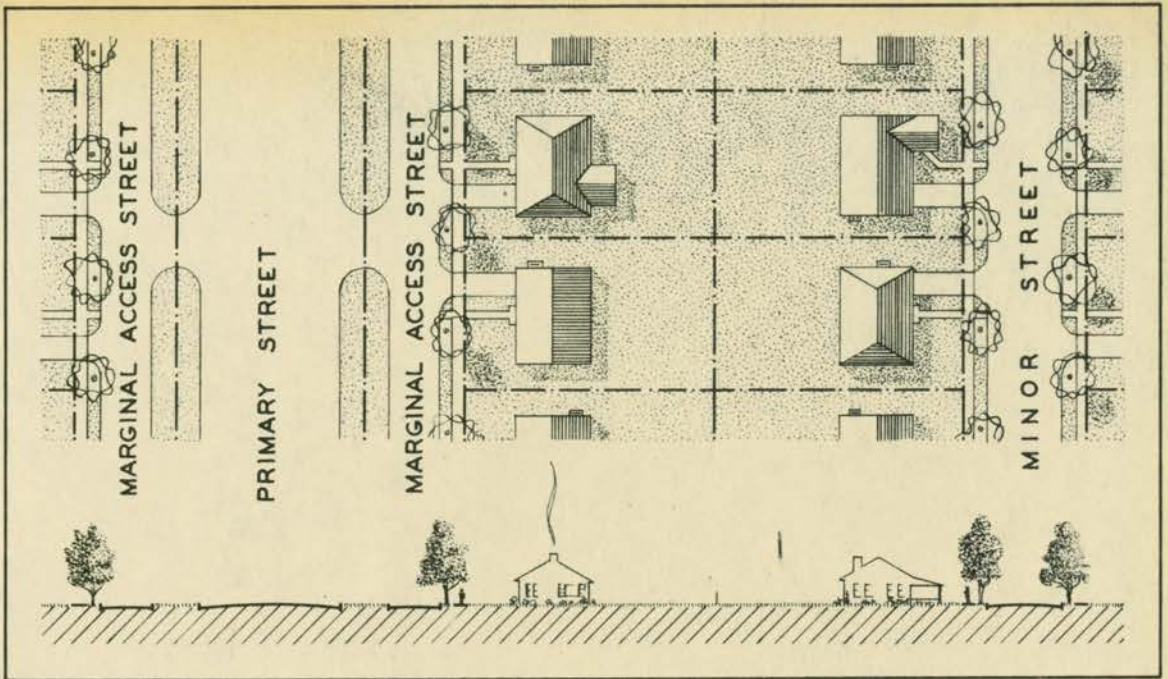 MARGINAL ACCESS STREET
PRIMARY STREET
MARGINAL ACCESS STREET
MINOR STREET